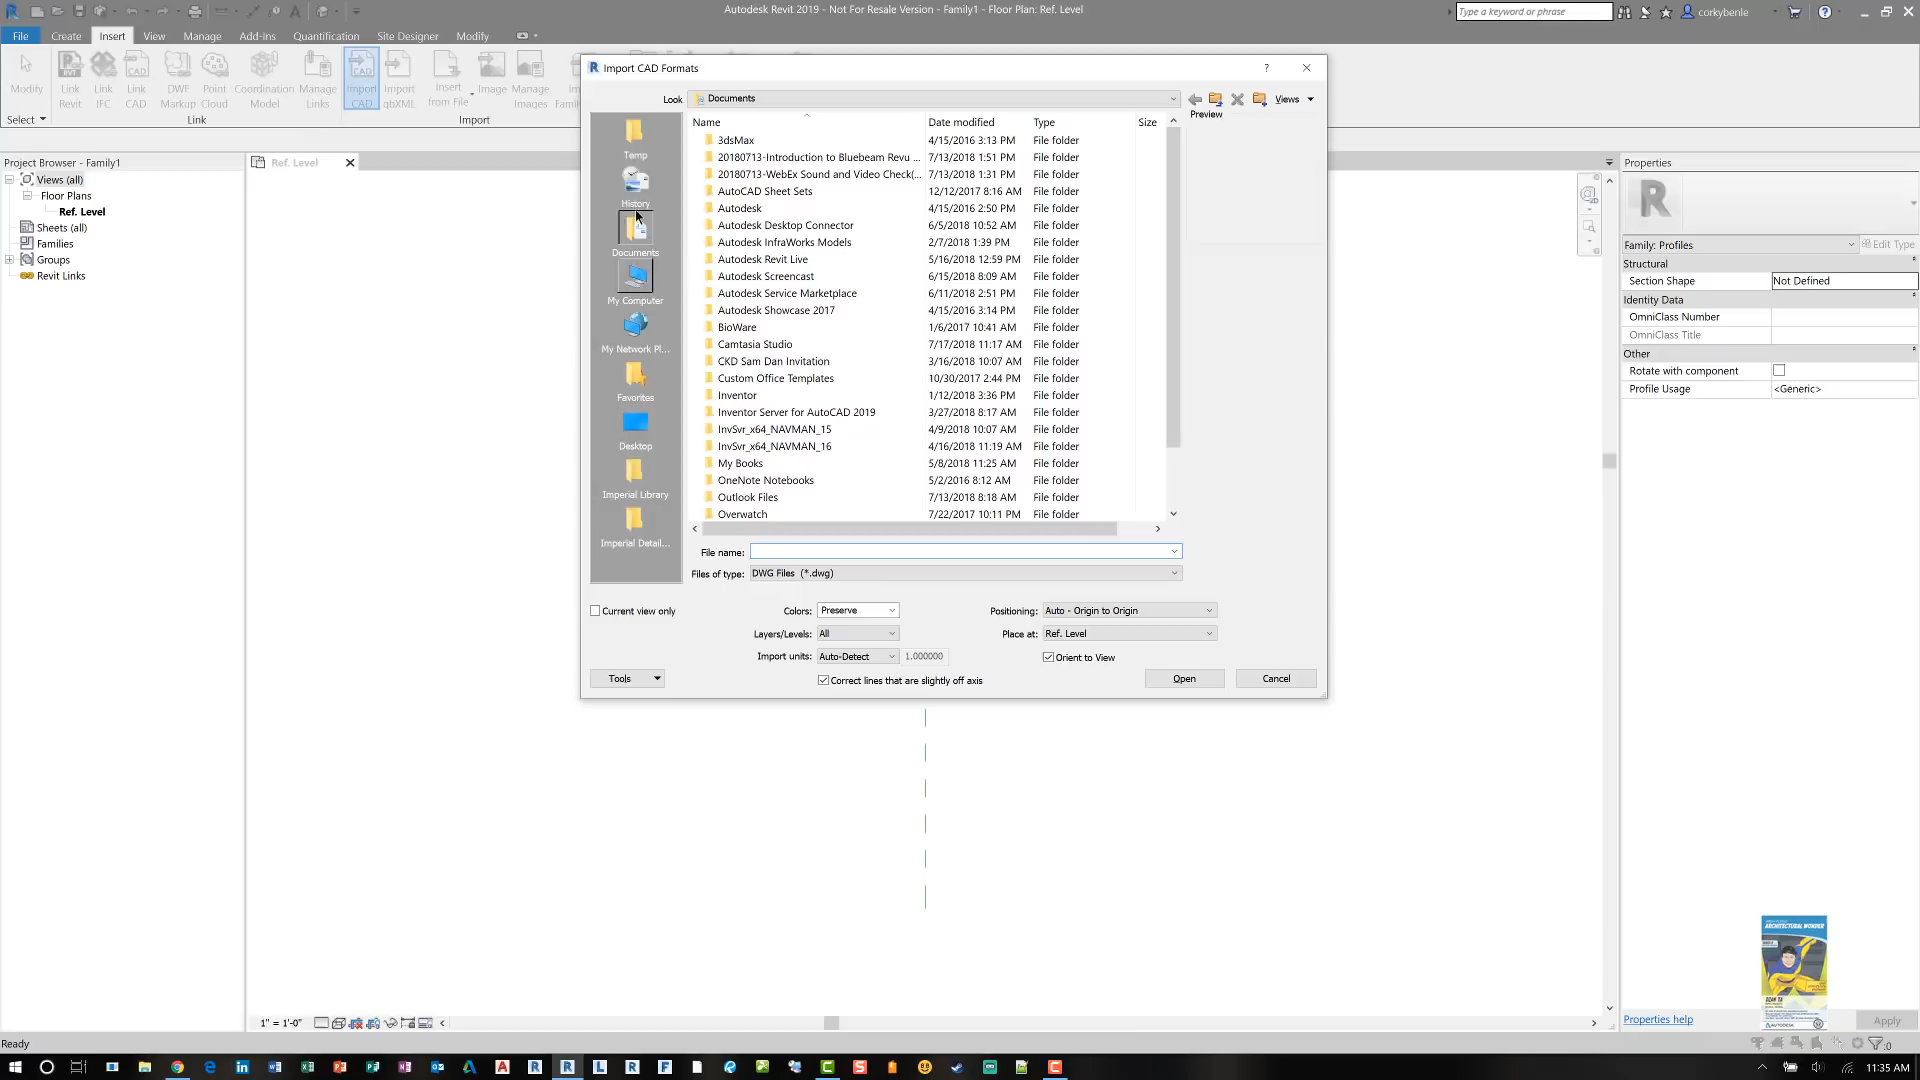 Autodesk Revit 2019 - Not For Resale Version - Family1 - Floor Plan: Ref. Level
Type a keyword or phrase
corkybenle
File Create Insert View Manage Add-Ins Quantification Site Designer Modify
Modify
Link Revit
Link IFC
Link CAD
DWF Markup
Point Cloud
Coordination Model
Manage Links
Import CAD
Import gbXML
Insert from File
Image
Manage Images
Select
Link
Import
Project Browser - Family1
Views (all)
Floor Plans
Ref. Level
Sheets (all)
Families
Groups
Revit Links
Ref. Level
Import CAD Formats
Look
Documents
Views
Preview
Temp
History
Documents
My Computer
My Network Pl...
Favorites
Desktop
Imperial Library
Imperial Detail...
Name Date modified Type Size
3dsMax 4/15/2016 3:13 PM File folder
20180713-Introduction to Bluebeam Revu ... 7/13/2018 1:51 PM File folder
20180713-WebEx Sound and Video Check(... 7/13/2018 1:31 PM File folder
AutoCAD Sheet Sets 12/12/2017 8:16 AM File folder
Autodesk 4/15/2016 2:50 PM File folder
Autodesk Desktop Connector 6/5/2018 10:52 AM File folder
Autodesk InfraWorks Models 2/7/2018 1:39 PM File folder
Autodesk Revit Live 5/16/2018 12:59 PM File folder
Autodesk Screencast 6/15/2018 8:09 AM File folder
Autodesk Service Marketplace 6/11/2018 2:51 PM File folder
Autodesk Showcase 2017 4/15/2016 3:14 PM File folder
BioWare 1/6/2017 10:41 AM File folder
Camtasia Studio 7/17/2018 11:17 AM File folder
CKD Sam Dan Invitation 3/16/2018 10:07 AM File folder
Custom Office Templates 10/30/2017 2:44 PM File folder
Inventor 1/12/2018 3:36 PM File folder
Inventor Server for AutoCAD 2019 3/27/2018 8:17 AM File folder
InvSvr_x64_NAVMAN_15 4/9/2018 10:07 AM File folder
InvSvr_x64_NAVMAN_16 4/16/2018 11:19 AM File folder
My Books 5/8/2018 11:25 AM File folder
OneNote Notebooks 5/2/2016 8:12 AM File folder
Outlook Files 7/13/2018 8:18 AM File folder
Overwatch 7/22/2017 10:11 PM File folder
File name:
Files of type: DWG Files (*.dwg)
Current view only
Colors: Preserve
Positioning: Auto - Origin to Origin
Layers/Levels: All
Place at: Ref. Level
Import units: Auto-Detect 1.000000
Orient to View
Correct lines that are slightly off axis
Tools
Open
Cancel
Properties
Family: Profiles
Edit Type
Structural
Section Shape Not Defined
Identity Data
OmniClass Number
OmniClass Title
Other
Rotate with component
Profile Usage <Generic>
ARCHITECTURAL WONDER
AUTODESK
Properties help
Apply
1" = 1'-0"
Ready
:0
11:35 AM